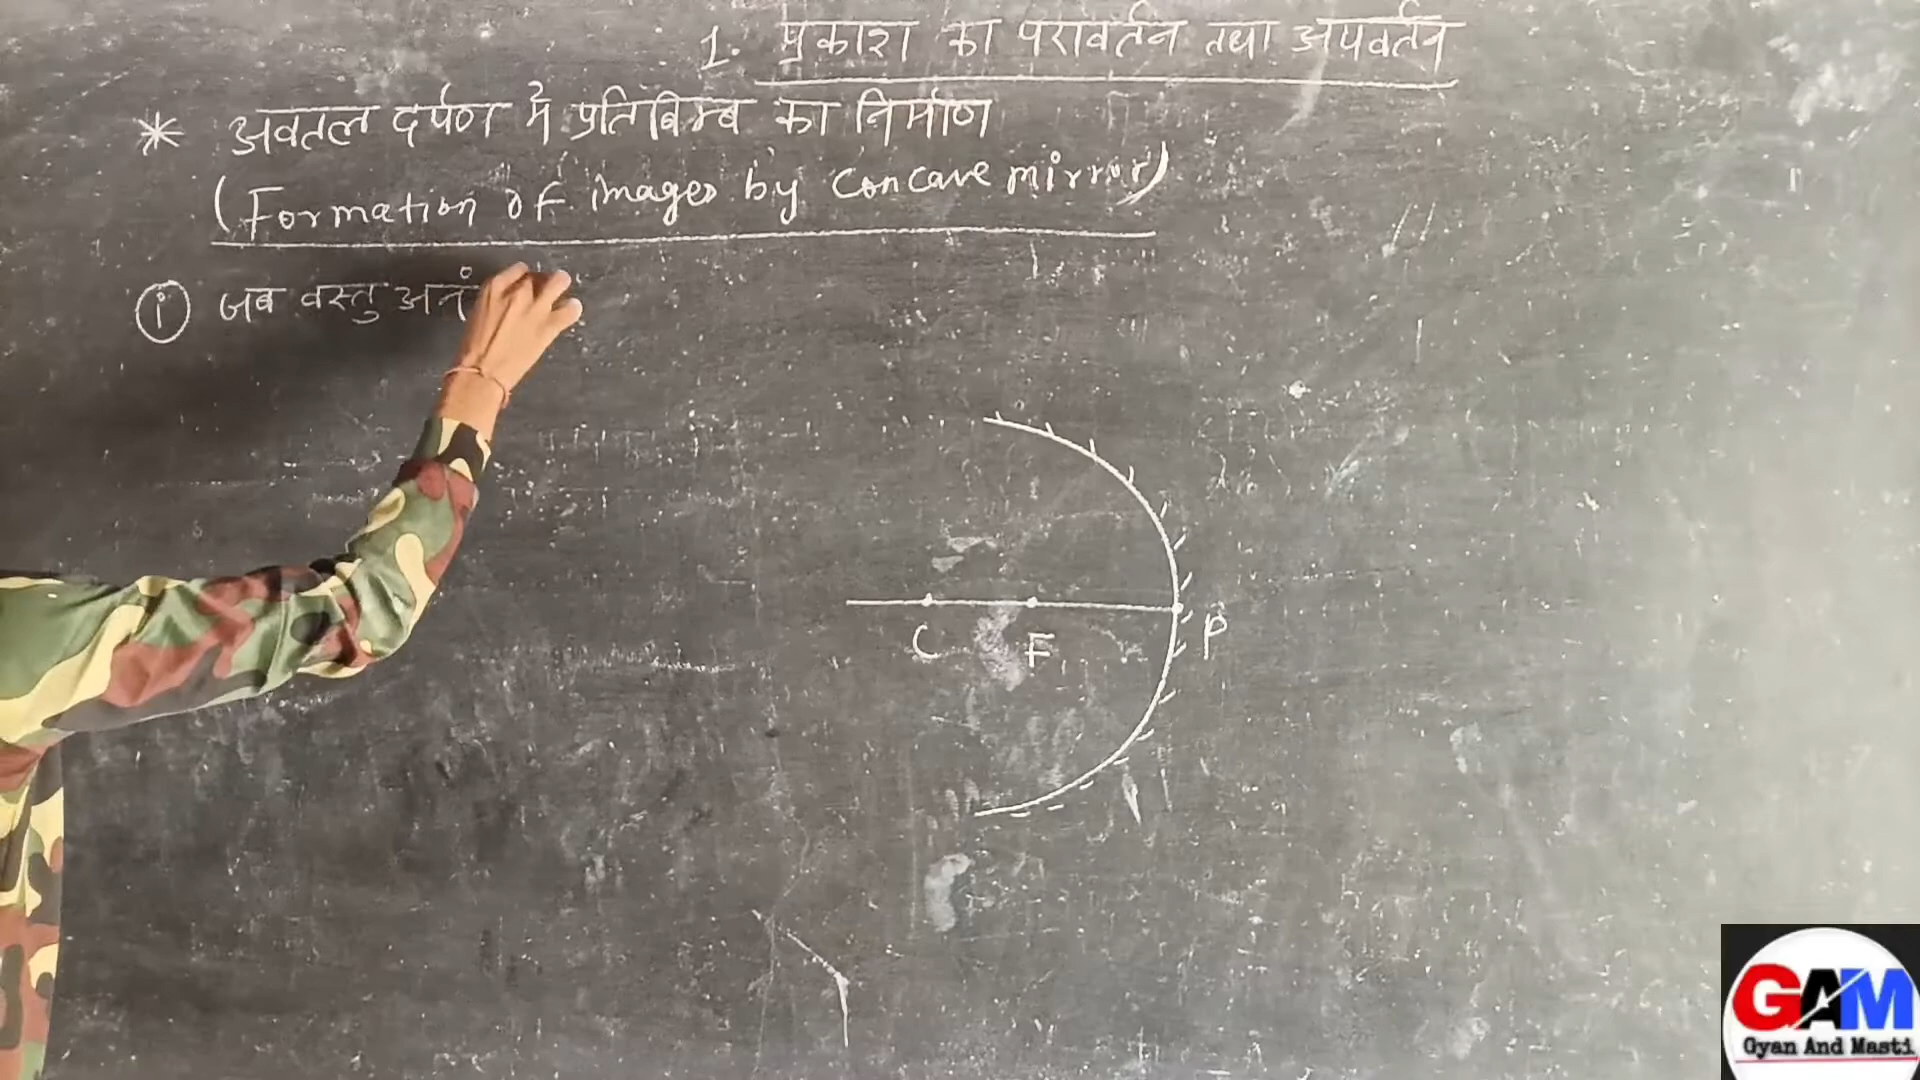 1. प्रकाश का परावर्तन तथा अपवर्तन
* अवतल दर्पण में प्रतिबिम्ब का निर्माण
(Formation of images by concave mirror)
(i) जब वस्तु
C F P
GAM
Gyan And Masti